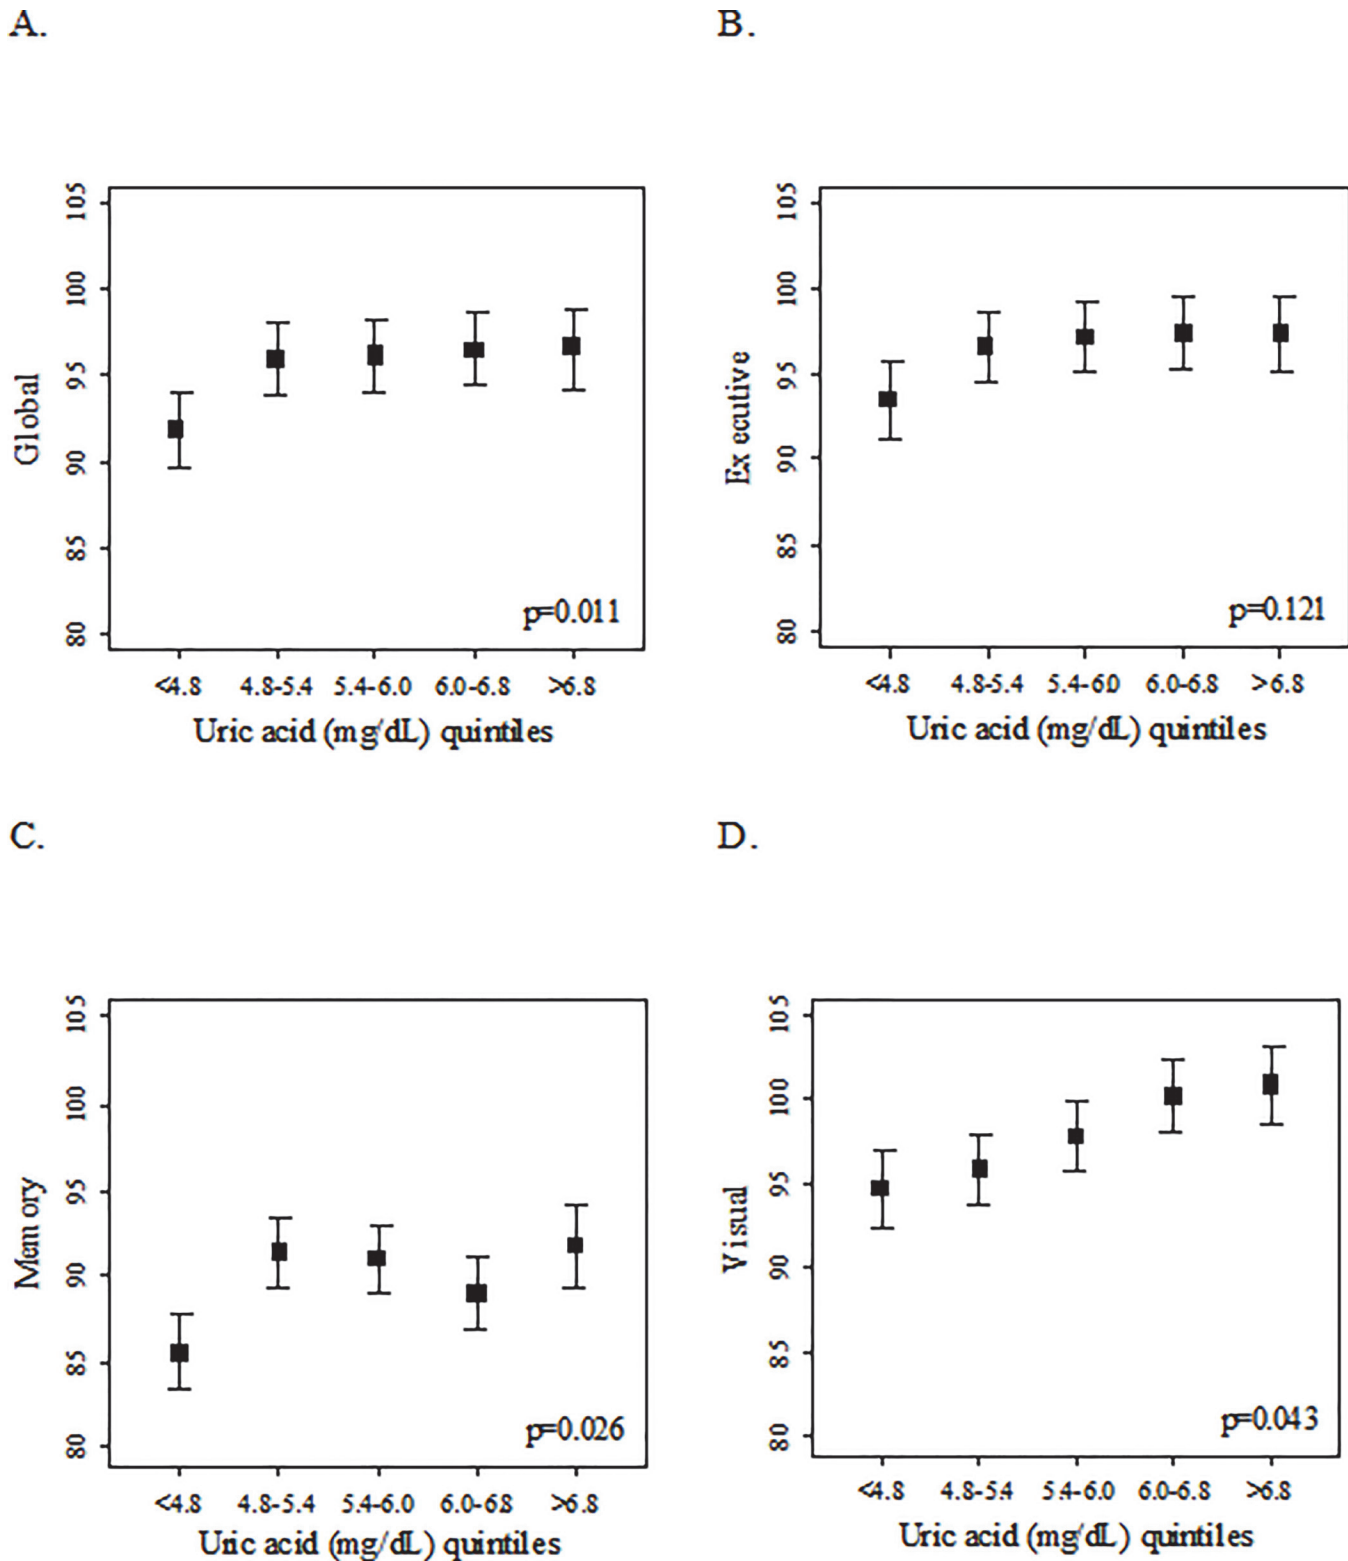 A.
105
100
95
90
85
80
Global
p=0.011
<4.8 4.8-5.4 5.4-6.0 6.0-6.8 >6.8
Uric acid (mg/dL) quintiles
B.
105
100
95
90
85
80
Ex ecutive
p=0.121
<4.8 4.8-5.4 5.4-6.0 6.0-6.8 >6.8
Uric acid (mg/dL) quintiles
C.
105
100
95
90
85
80
Mem ory
p=0.026
<4.8 4.8-5.4 5.4-6.0 6.0-6.8 >6.8
Uric acid (mg/dL) quintiles
D.
105
100
95
90
85
80
Visual
p=0.043
<4.8 4.8-5.4 5.4-6.0 6.0-6.8 >6.8
Uric acid (mg/dL) quintiles